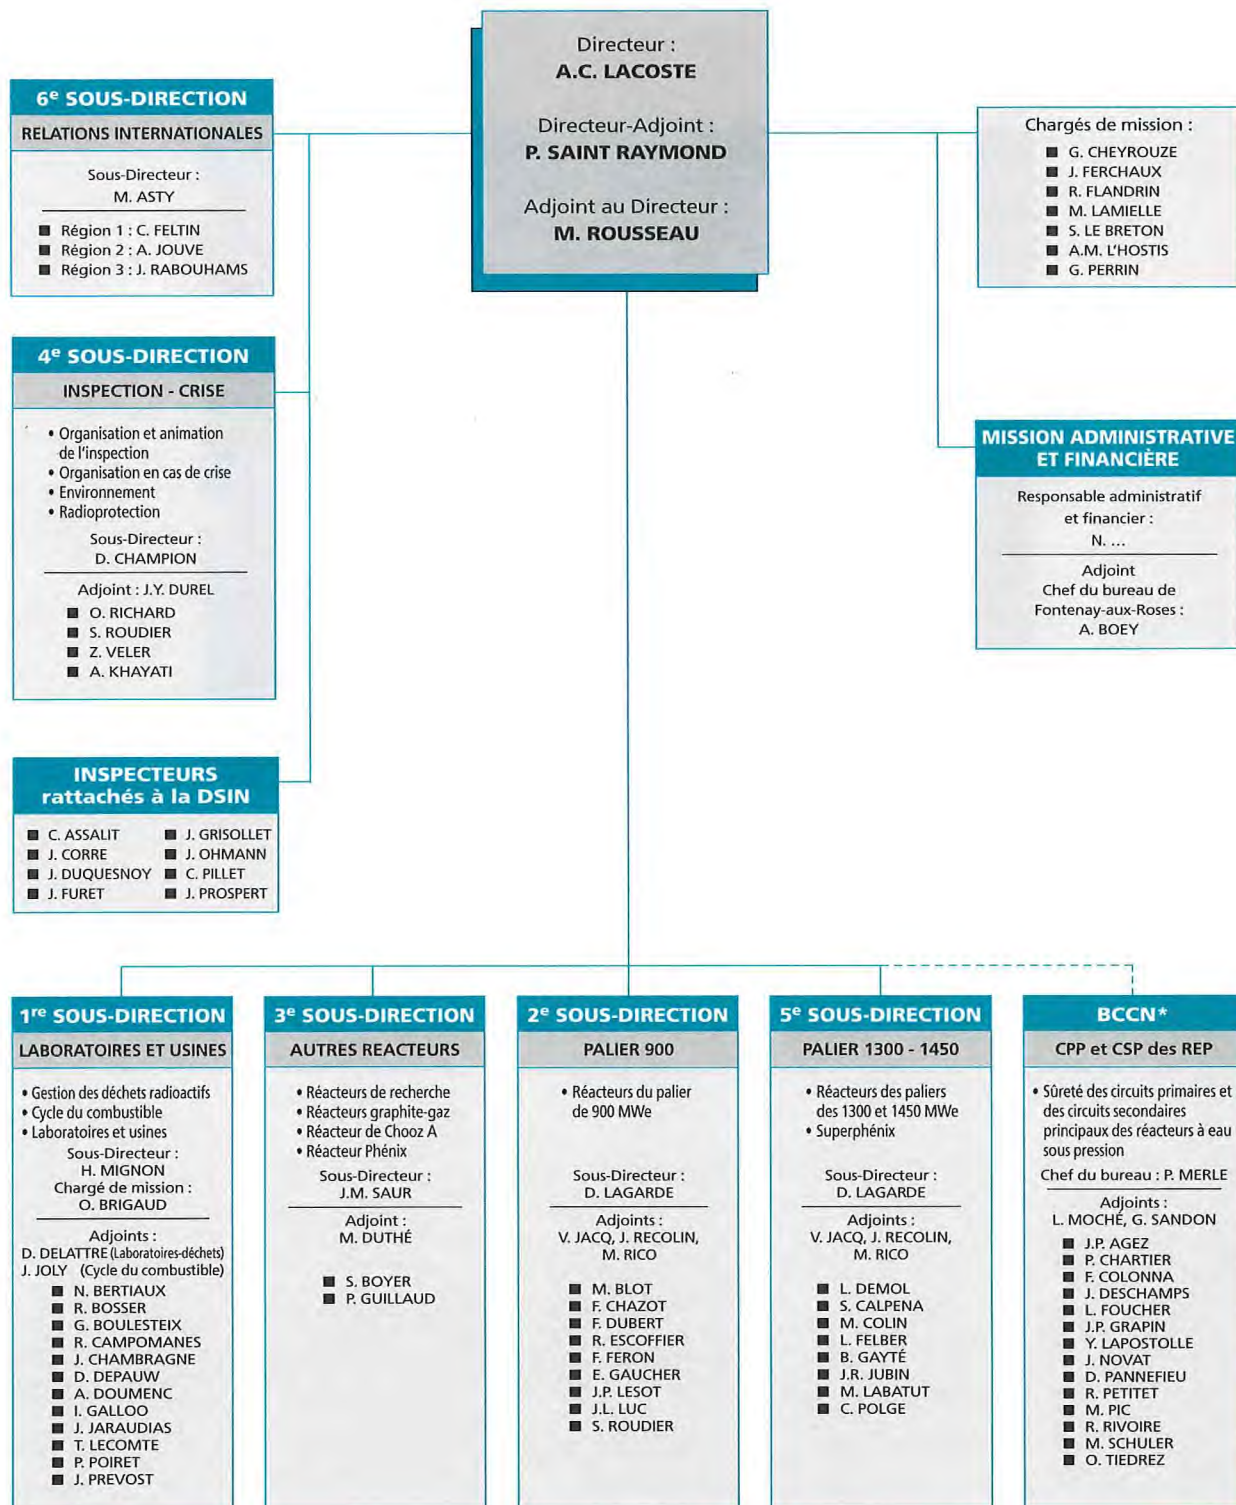 Directeur :
A.C. LACOSTE
Directeur-Adjoint :
P. SAINT RAYMOND
Adjoint au Directeur :
M. ROUSSEAU
6e SOUS-DIRECTION
RELATIONS INTERNATIONALES
Sous-Directeur :
M. ASTY
■ Région 1 : C. FELTIN
■ Région 2 : A. JOUVE
■ Région 3 : J. RABOUHAMS
Chargés de mission :
■ G. CHEYROUZE
■ J. FERCHAUX
■ R. FLANDRIN
■ M. LAMIELLE
■ S. LE BRETON
■ A.M. L'HOSTIS
■ G. PERRIN
4e SOUS-DIRECTION
INSPECTION - CRISE
• Organisation et animation
de l'inspection
• Organisation en cas de crise
• Environnement
• Radioprotection
Sous-Directeur :
D. CHAMPION
Adjoint : J.Y. DUREL
■ O. RICHARD
■ S. ROUDIER
■ Z. VELER
■ A. KHAYATI
MISSION ADMINISTRATIVE
ET FINANCIÈRE
Responsable administratif
et financier :
N. ...
Adjoint
Chef du bureau de
Fontenay-aux-Roses :
A. BOEY
INSPECTEURS
rattachés à la DSIN
■ C. ASSALIT ■ J. GRISOLLET
■ J. CORRE ■ J. OHMANN
■ J. DUQUESNOY ■ C. PILLET
■ J. FURET ■ J. PROSPERT
1re SOUS-DIRECTION
LABORATOIRES ET USINES
• Gestion des déchets radioactifs
• Cycle du combustible
• Laboratoires et usines
Sous-Directeur :
H. MIGNON
Chargé de mission :
O. BRIGAUD
Adjoints :
D. DELATTRE (Laboratoires-déchets)
J. JOLY (Cycle du combustible)
■ N. BERTIAUX
■ R. BOSSER
■ G. BOULESTEIX
■ R. CAMPOMANES
■ J. CHAMBRAGNE
■ D. DEPAUW
■ A. DOUMENC
■ I. GALLOO
■ J. JARAUDIAS
■ T. LECOMTE
■ P. POIRET
■ J. PREVOST
3e SOUS-DIRECTION
AUTRES REACTEURS
• Réacteurs de recherche
• Réacteurs graphite-gaz
• Réacteur de Chooz A
• Réacteur Phénix
Sous-Directeur :
J.M. SAUR
Adjoint :
M. DUTHÉ
■ S. BOYER
■ P. GUILLAUD
2e SOUS-DIRECTION
PALIER 900
• Réacteurs du palier
de 900 MWe
Sous-Directeur :
D. LAGARDE
Adjoints :
V. JACQ, J. RECOLIN,
M. RICO
■ M. BLOT
■ F. CHAZOT
■ F. DUBERT
■ R. ESCOFFIER
■ F. FERON
■ E. GAUCHER
■ J.P. LESOT
■ J.L. LUC
■ S. ROUDIER
5e SOUS-DIRECTION
PALIER 1300 - 1450
• Réacteurs des paliers
des 1300 et 1450 MWe
• Superphénix
Sous-Directeur :
D. LAGARDE
Adjoints :
V. JACQ, J. RECOLIN,
M. RICO
■ L. DEMOL
■ S. CALPENA
■ M. COLIN
■ L. FELBER
■ B. GAYTÉ
■ J.R. JUBIN
■ M. LABATUT
■ C. POLGE
BCCN*
CPP et CSP des REP
• Sûreté des circuits primaires et
des circuits secondaires
principaux des réacteurs à eau
sous pression
Chef du bureau : P. MERLE
Adjoints :
L. MOCHÉ, G. SANDON
■ J.P. AGEZ
■ P. CHARTIER
■ F. COLONNA
■ J. DESCHAMPS
■ L. FOUCHER
■ J.P. GRAPIN
■ Y. LAPOSTOLLE
■ J. NOVAT
■ D. PANNEFIEU
■ R. PETITET
■ M. PIC
■ R. RIVOIRE
■ M. SCHULER
■ O. TIEDREZ